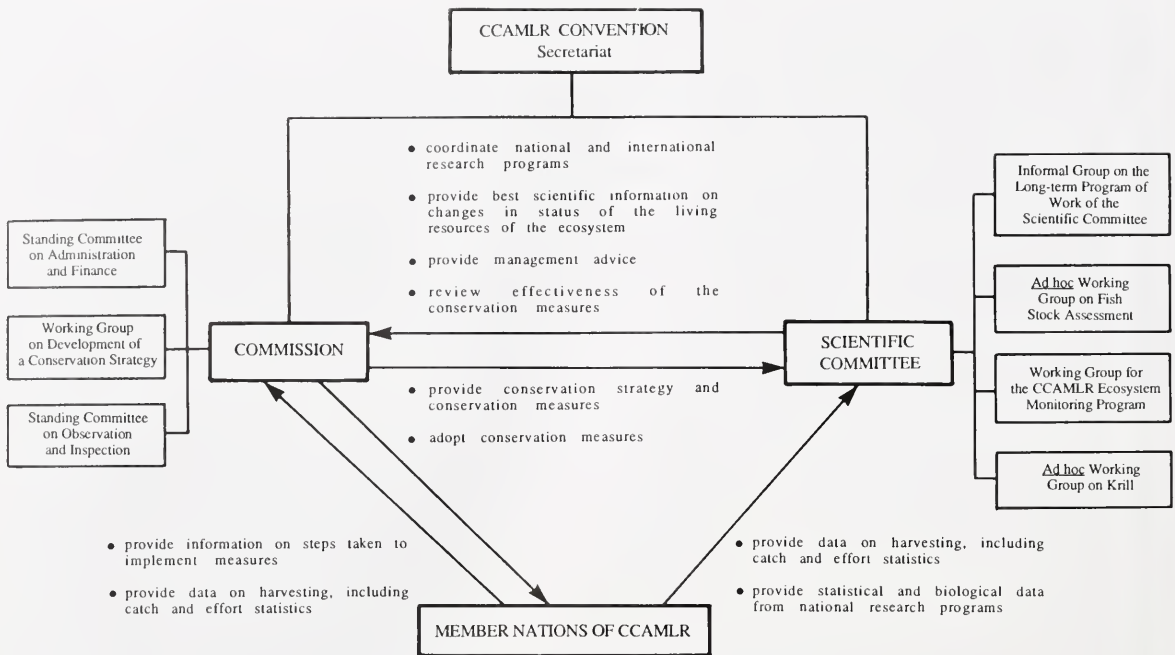 CCAMLR CONVENTION
Secretariat
• coordinate national and international
research programs
• provide best scientific information on
changes in status of the living
resources of the ecosystem
• provide management advice
• review effectiveness of the
conservation measures
Standing Committee
on Administration
and Finance
Working Group
on Development of
a Conservation Strategy
Standing Committee
on Observation
and Inspection
COMMISSION
SCIENTIFIC
COMMITTEE
Informal Group on the
Long-term Program of
Work of the
Scientific Committee
Ad hoc Working
Group on Fish
Stock Assessment
Working Group for
the CCAMLR Ecosystem
Monitoring Program
Ad hoc Working
Group on Krill
• provide conservation strategy and
conservation measures
• adopt conservation measures
• provide information on steps taken to
implement measures
• provide data on harvesting, including
catch and effort statistics
• provide data on harvesting, including
catch and effort statistics
• provide statistical and biological data
from national research programs
MEMBER NATIONS OF CCAMLR